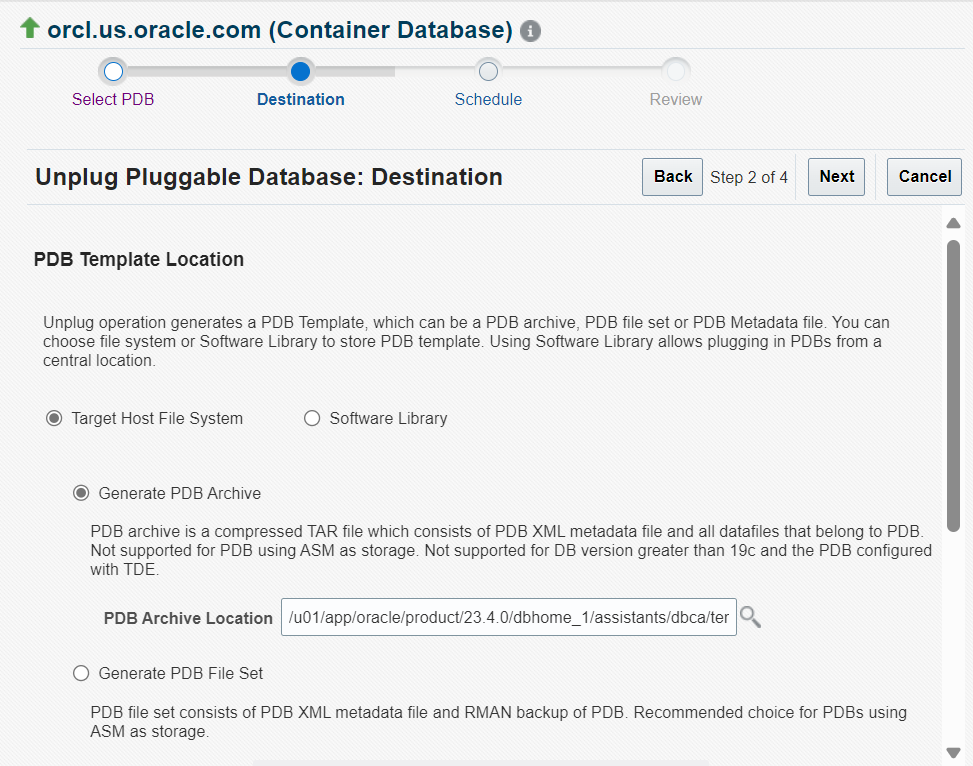 orcl.us.oracle.com (Container Database)
Select PDB
Destination
Schedule
Review
Unplug Pluggable Database: Destination
Back
Step 2 of 4
Next
Cancel
PDB Template Location
Unplug operation generates a PDB Template, which can be a PDB archive, PDB file set or PDB Metadata file. You can
choose file system or Software Library to store PDB template. Using Software Library allows plugging in PDBs from a
central location.
Target Host File System
Software Library
Generate PDB Archive
PDB archive is a compressed TAR file which consists of PDB XML metadata file and all datafiles that belong to PDB.
Not supported for PDB using ASM as storage. Not supported for DB version greater than 19c and the PDB configured
with TDE.
PDB Archive Location
/u01/app/oracle/product/23.4.0/dbhome_1/assistants/dbca/ter
Generate PDB File Set
PDB file set consists of PDB XML metadata file and RMAN backup of PDB. Recommended choice for PDBs using
ASM as storage.